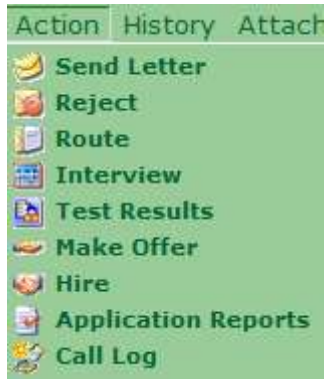 Action History Attach
Send Letter
Reject
Route
Interview
Test Results
Make Offer
Hire
Application Reports
Call Log